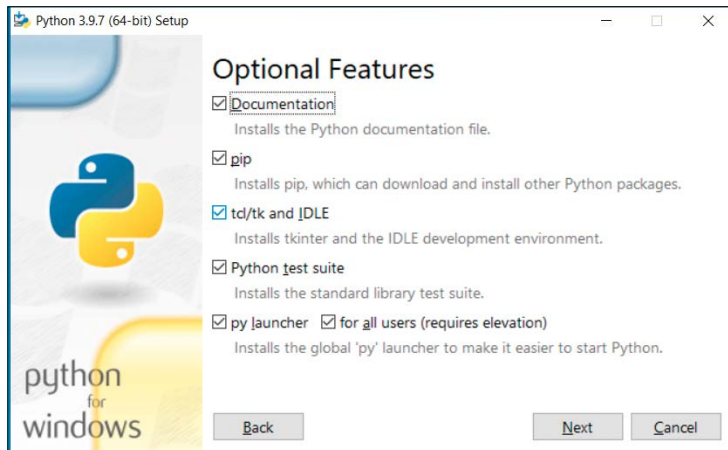 Python 3.9.7 (64-bit) Setup
Optional Features
Documentation
Installs the Python documentation file.
pip
Installs pip, which can download and install other Python packages.
tcl/tk and IDLE
Installs tkinter and the IDLE development environment.
Python test suite
Installs the standard library test suite.
py launcher for all users (requires elevation)
Installs the global 'py' launcher to make it easier to start Python.
python
for
windows
Back Next Cancel